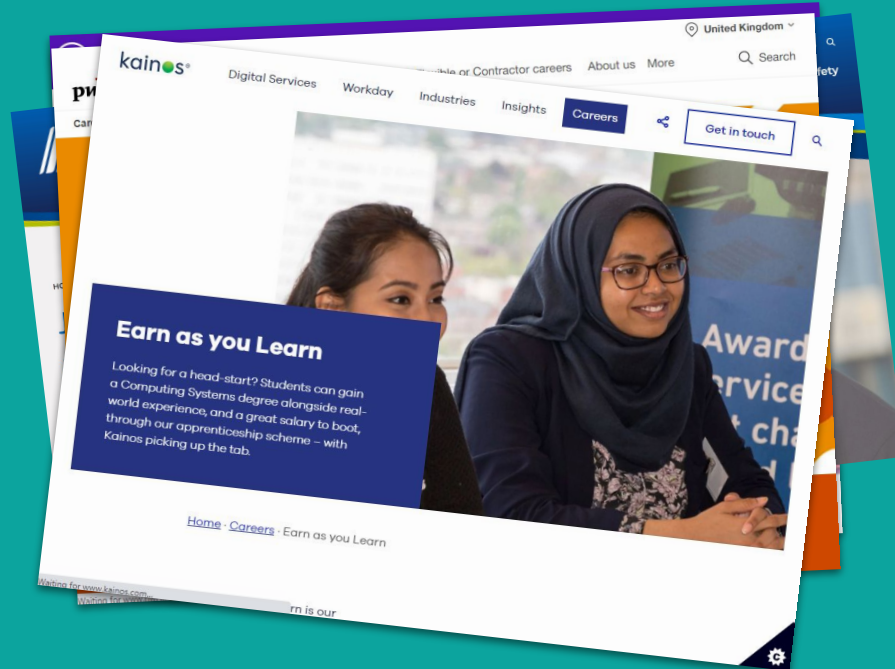 United Kingdom
or Contractor careers About us More Search
kainos
Digital Services Workday Industries Insights Careers Get in touch
Earn as you Learn
Looking for a head-start? Students can gain
a Computing Systems degree alongside real-
world experience, and a great salary to boot,
through our apprenticeship scheme – with
Kainos picking up the tab.
Award
Home · Careers · Earn as you Learn
Waiting for www.kainos.com...
Waiting for
is our